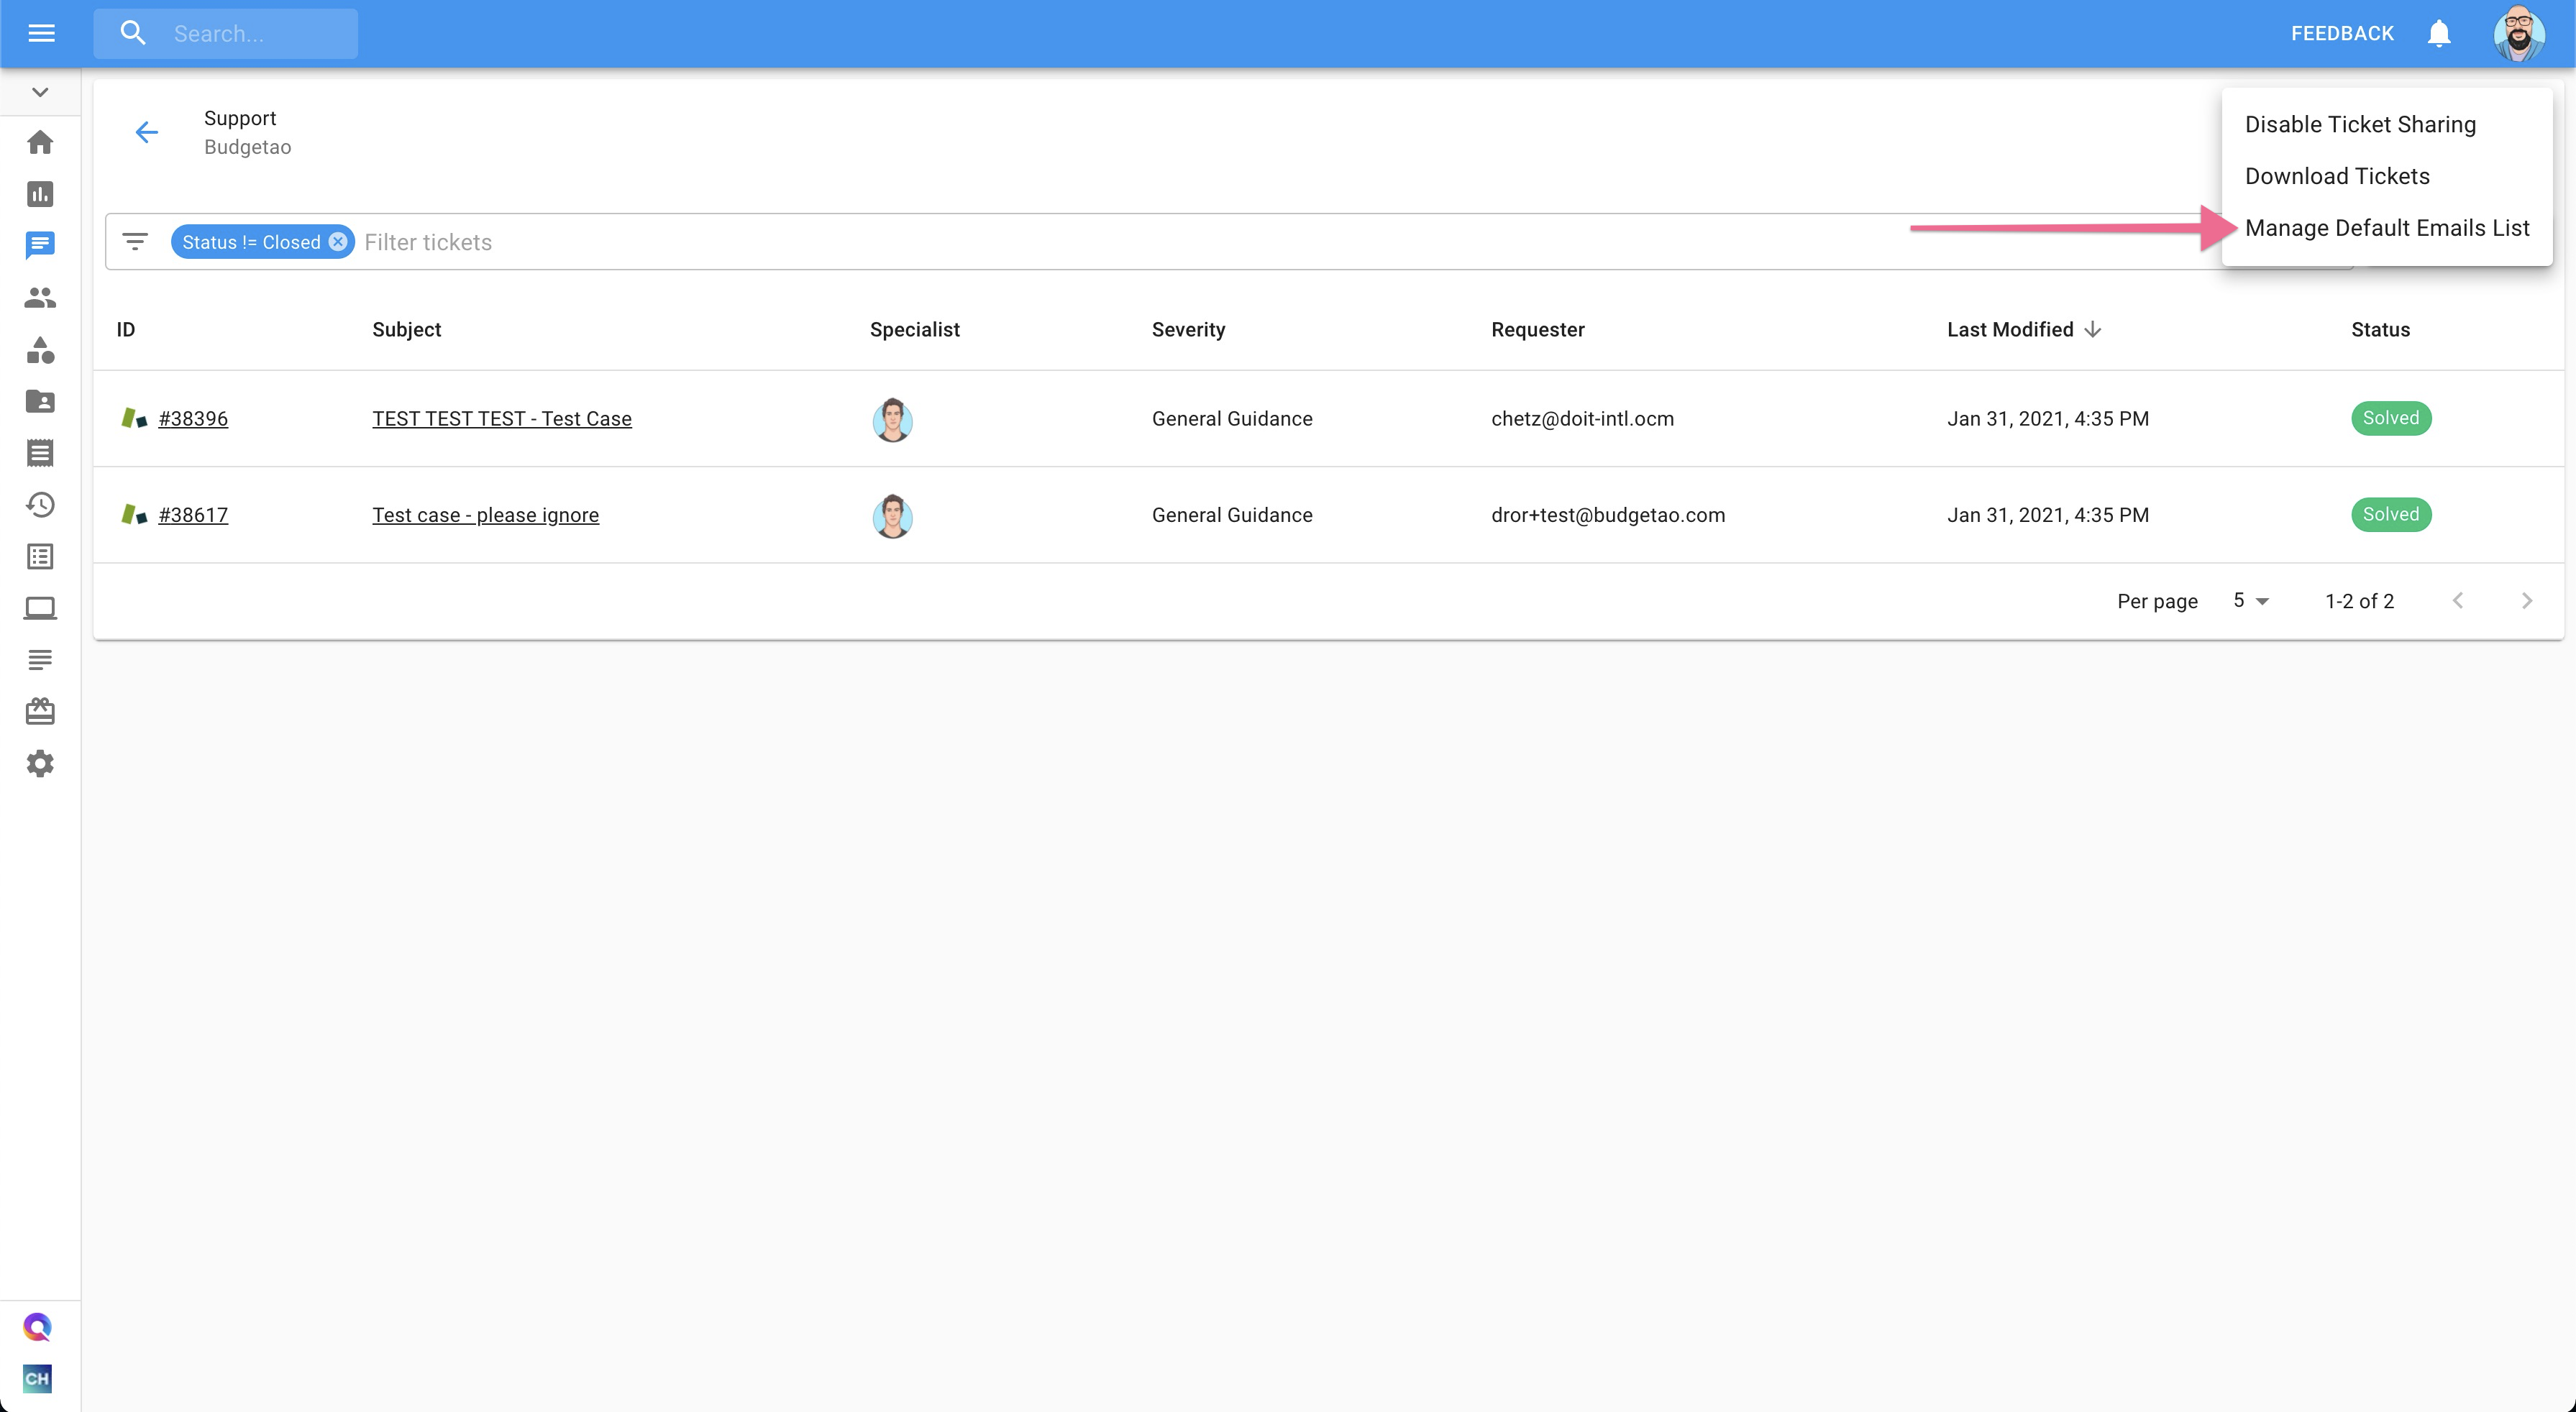 Search...
FEEDBACK
Support
Budgetao
Disable Ticket Sharing
Download Tickets
Manage Default Emails List
Status != Closed
Filter tickets
ID Subject Specialist Severity Requester Last Modified Status
#38396 TEST TEST TEST - Test Case General Guidance chetz@doit-intl.ocm Jan 31, 2021, 4:35 PM Solved
#38617 Test case - please ignore General Guidance dror+test@budgetao.com Jan 31, 2021, 4:35 PM Solved
Per page 5 1-2 of 2
CH